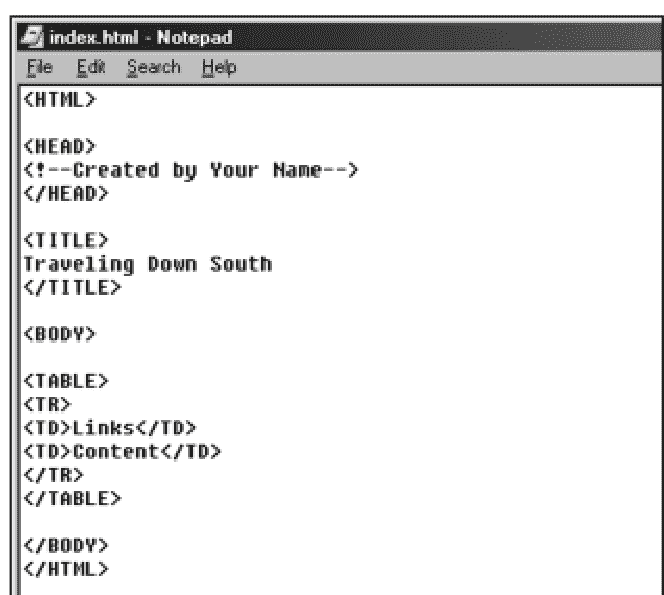 index.html - Notepad
File Edit Search Help
<HTML>
<HEAD>
<!--Created by Your Name-->
</HEAD>
<TITLE>
Traveling Down South
</TITLE>
<BODY>
<TABLE>
<TR>
<TD>Links</TD>
<TD>Content</TD>
</TR>
</TABLE>
</BODY>
</HTML>